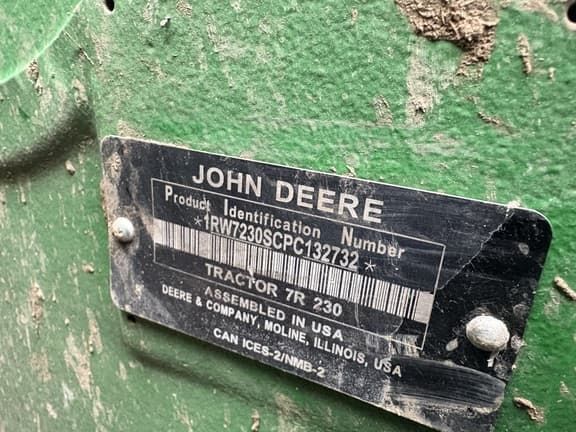 JOHN DEERE
Product Identification Number
*1RW7230SCPC132732*
TRACTOR 7R 230
ASSEMBLED IN USA
DEERE & COMPANY, MOLINE, ILLINOIS, USA
CAN ICES-2/NMB-2